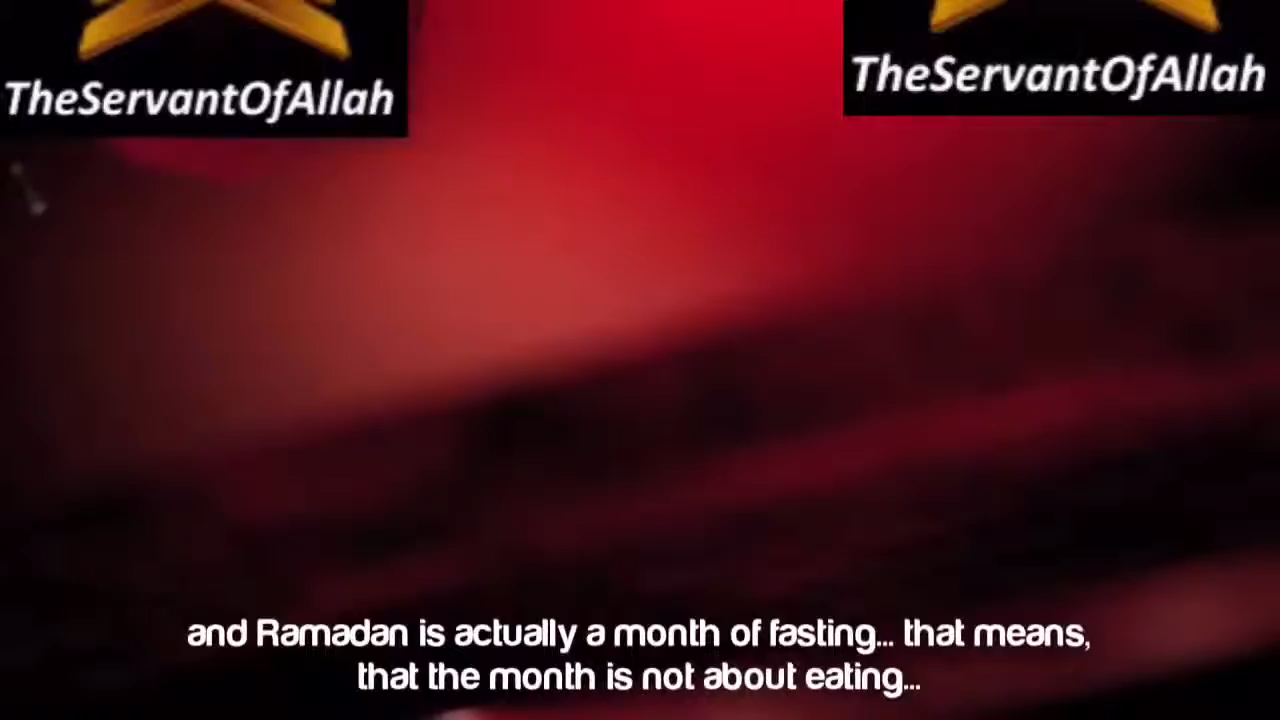 TheServantOfAllah
TheServantOfAllah
and Ramadan is actually a month of fasting... that means,
that the month is not about eating...